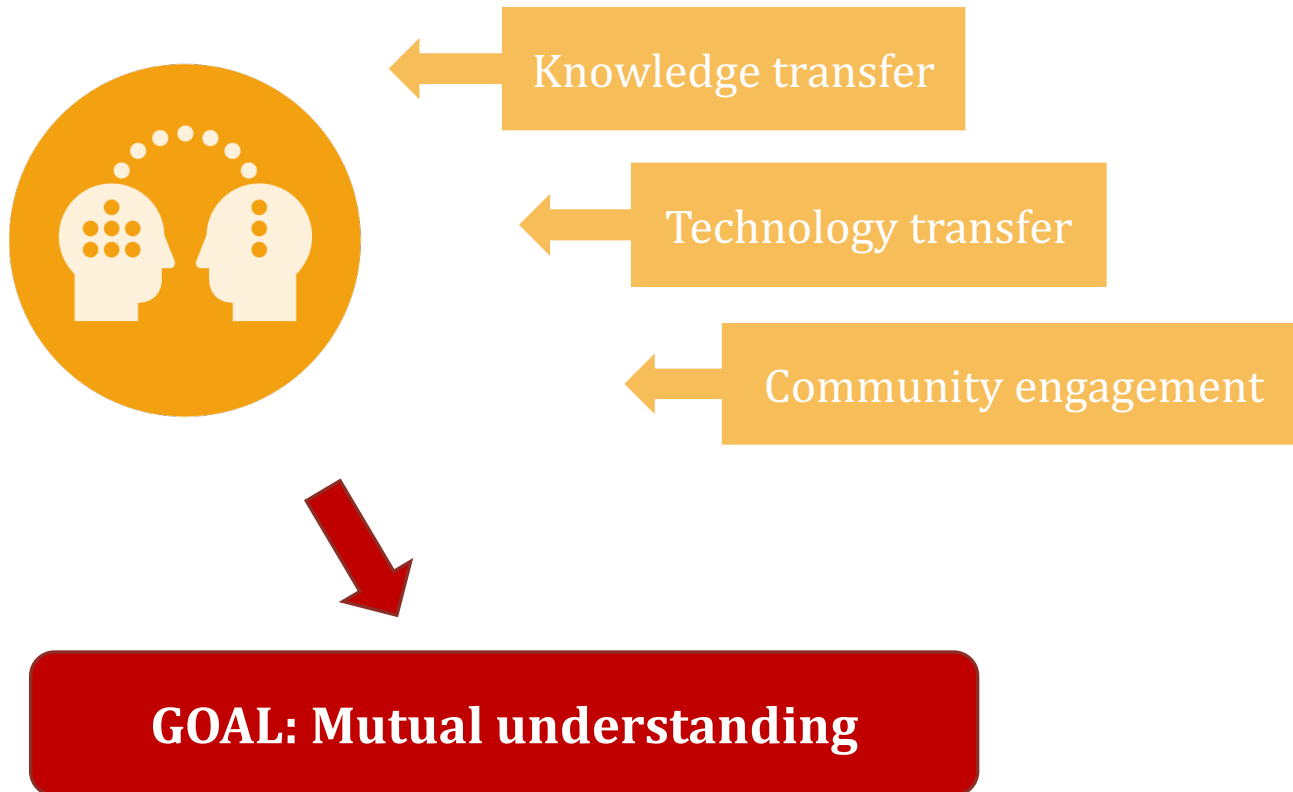 Knowledge transfer
Technology transfer
Community engagement
GOAL: Mutual understanding